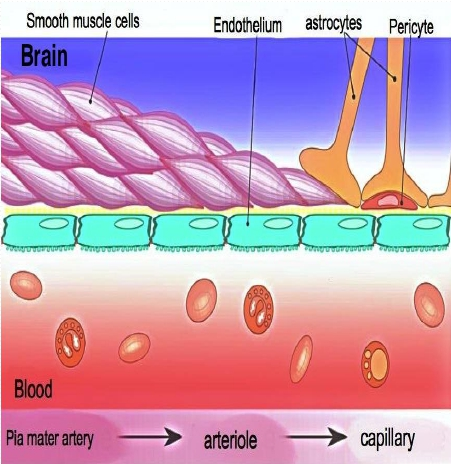 Smooth muscle cells
Endothelium
astrocytes
Pericyte
Brain
Blood
Pia mater artery
arteriole
capillary